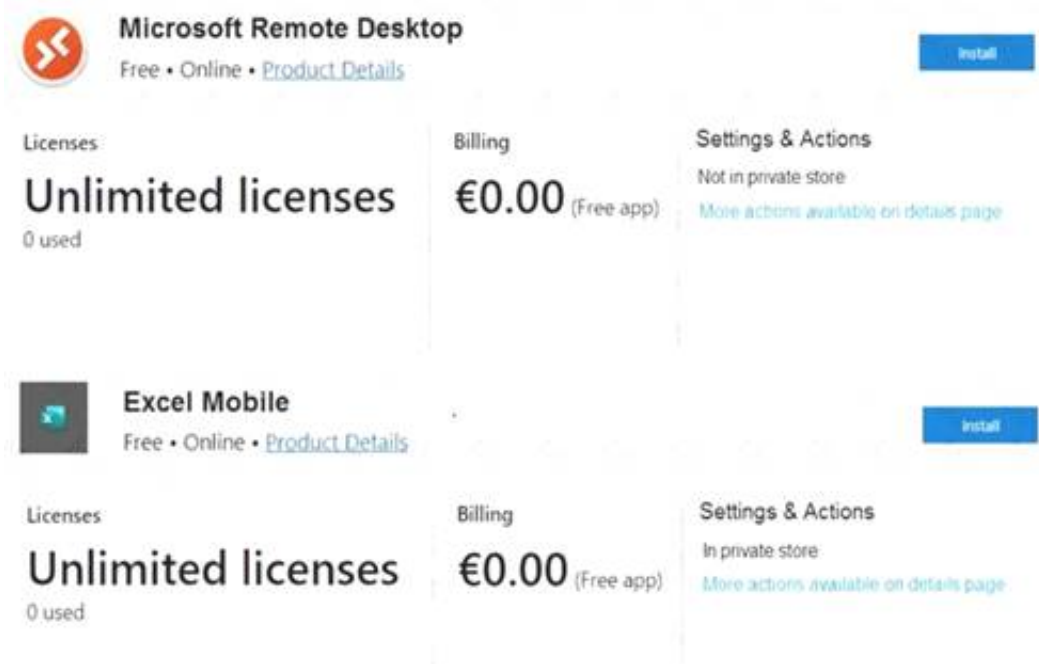 Microsoft Remote Desktop
Install
Free • Online • Product Details
Licenses
Billing
Settings & Actions
Unlimited licenses
€0.00 (Free app)
Not in private store
More actions available on details page
0 used
Excel Mobile
Install
Free • Online • Product Details
Licenses
Billing
Settings & Actions
Unlimited licenses
€0.00 (Free app)
In private store
More actions available on details page
0 used